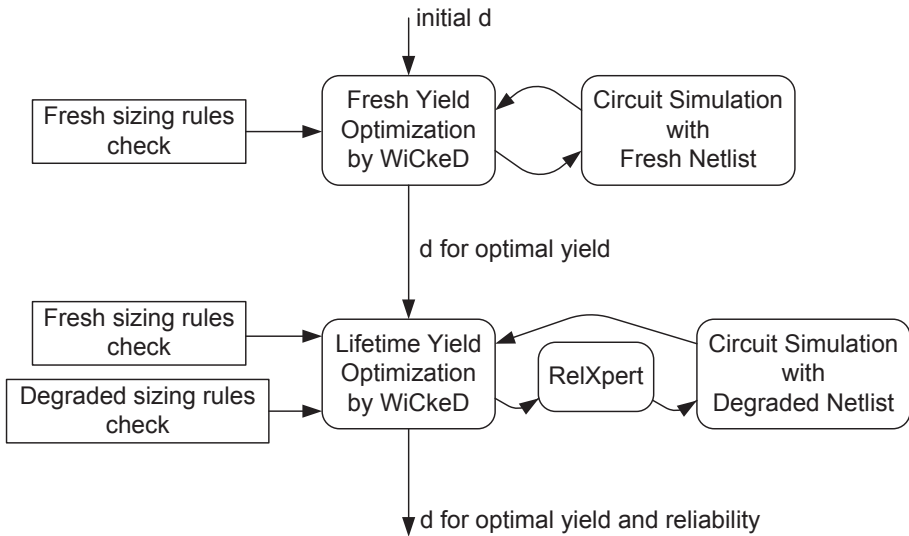 initial d
Fresh sizing rules
check
Fresh Yield
Optimization
by WiCkeD
Circuit Simulation
with
Fresh Netlist
d for optimal yield
Fresh sizing rules
check
Degraded sizing rules
check
Lifetime Yield
Optimization
by WiCkeD
RelXpert
Circuit Simulation
with
Degraded Netlist
d for optimal yield and reliability